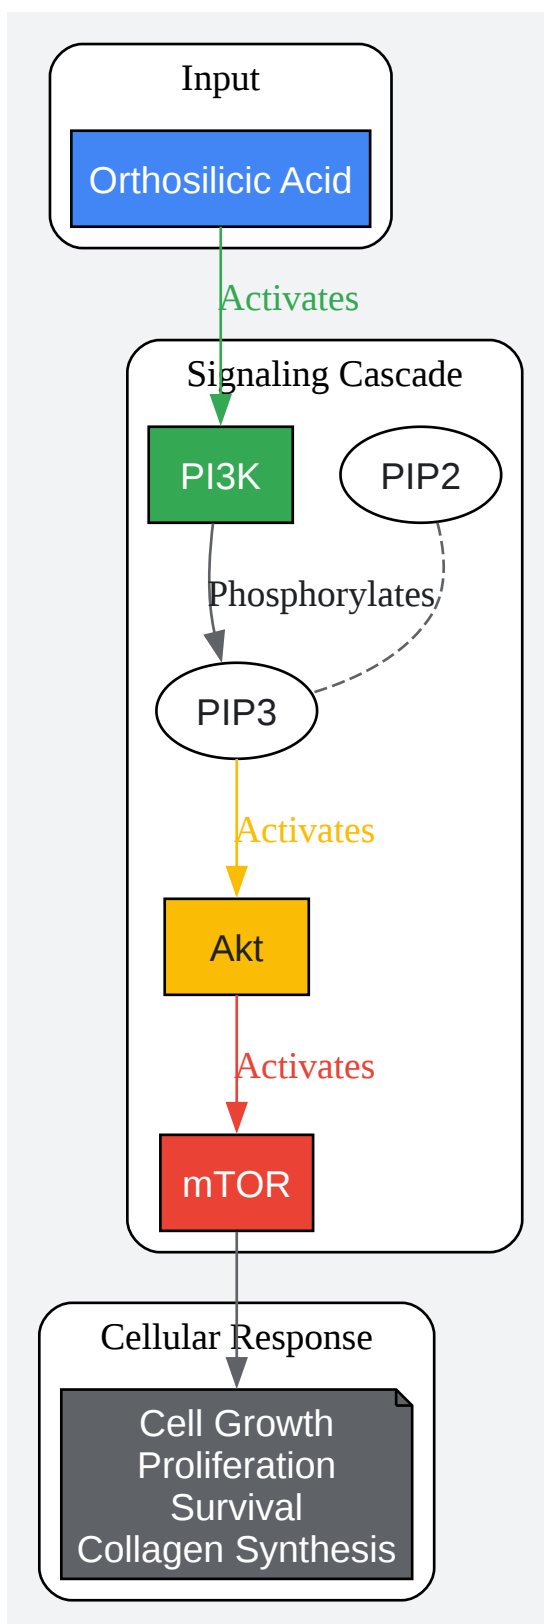 Input
Orthosilicic Acid
Activates
Signaling Cascade
PI3K
PIP2
Phosphorylates
PIP3
Activates
Akt
Activates
mTOR
Cellular Response
Cell Growth
Proliferation
Survival
Collagen Synthesis